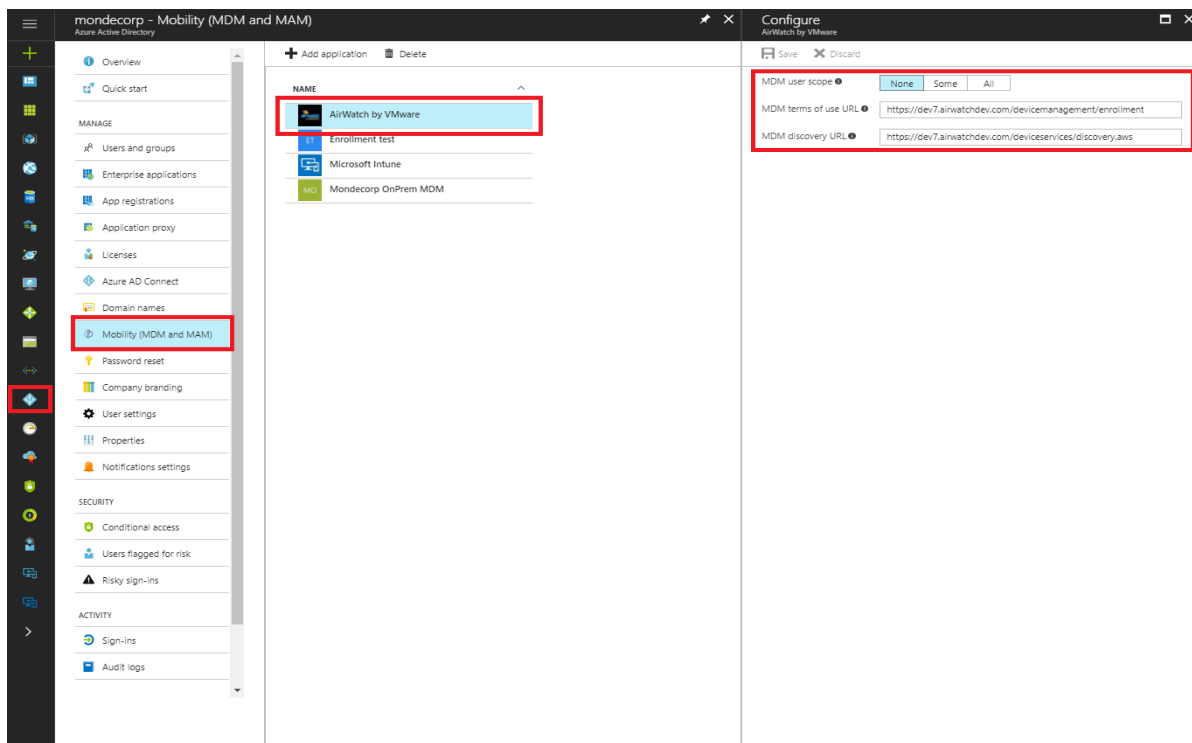 mondecorp - Mobility (MDM and MAM)
Azure Active Directory
Overview
Quick start
MANAGE
Users and groups
Enterprise applications
App registrations
Application proxy
Licenses
Azure AD Connect
Domain names
Mobility (MDM and MAM)
Password reset
Company branding
User settings
Properties
Notifications settings
SECURITY
Conditional access
Users flagged for risk
Risky sign-ins
ACTIVITY
Sign-ins
Audit logs
Add application Delete
NAME
AirWatch by VMware
ET Enrollment test
Microsoft Intune
MO Mondecorp OnPrem MDM
Configure
AirWatch by VMware
Save Discard
MDM user scope None Some All
MDM terms of use URL https://dev7.airwatchdev.com/devicemanagement/enrollment
MDM discovery URL https://dev7.airwatchdev.com/deviceservices/discovery.aws